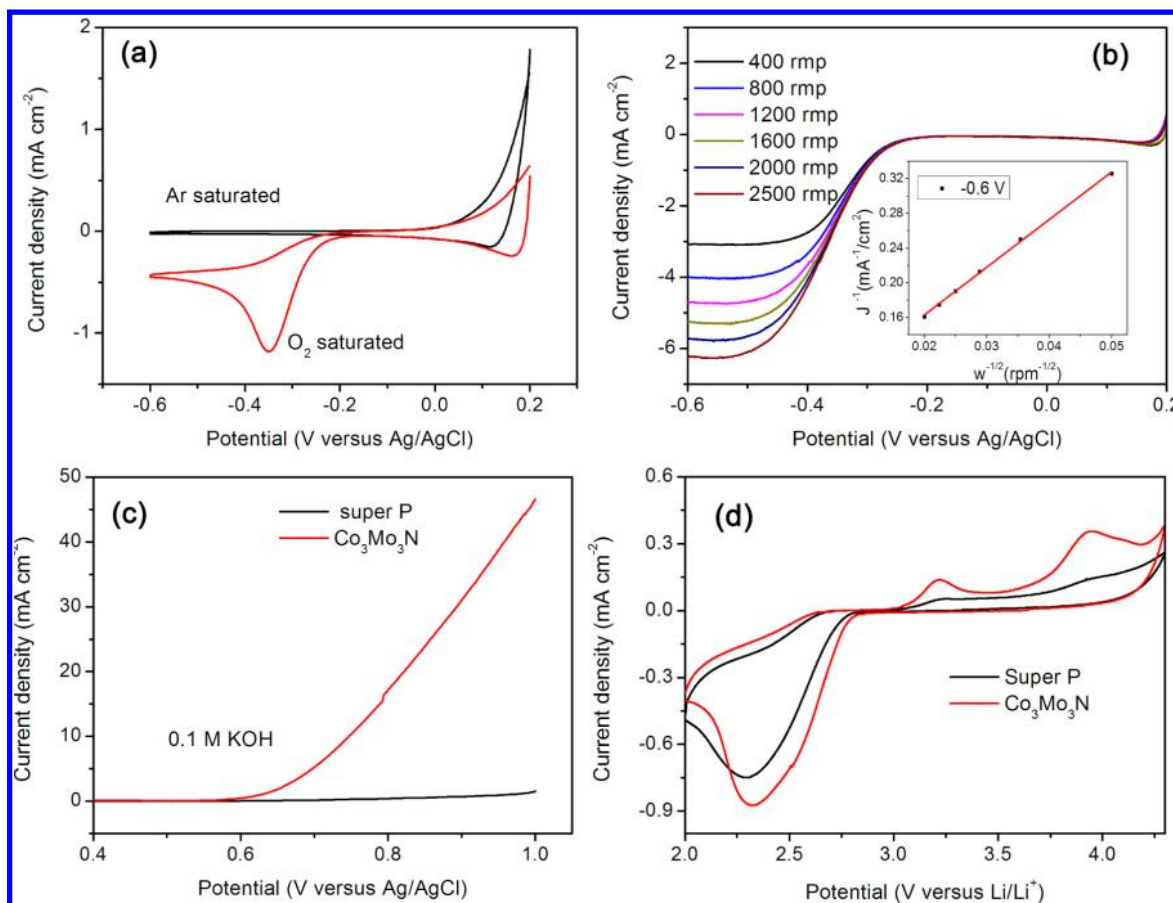 (a)
Current density (mA cm⁻²)
2
1
0
-1
Ar saturated
O₂ saturated
-0.6 -0.4 -0.2 0.0 0.2
Potential (V versus Ag/AgCl)
(b)
Current density (mA cm⁻²)
2
0
-2
-4
-6
400 rmp
800 rmp
1200 rmp
1600 rmp
2000 rmp
2500 rmp
-0.6 V
J⁻¹(mA⁻¹/cm²)
0.32
0.28
0.24
0.20
0.16
0.02 0.03 0.04 0.05
w⁻¹/²(rpm⁻¹/²)
-0.6 -0.4 -0.2 0.0 0.2
Potential (V versus Ag/AgCl)
(c)
Current density (mA cm⁻²)
50
40
30
20
10
0
super P
Co₃Mo₃N
0.1 M KOH
0.4 0.6 0.8 1.0
Potential (V versus Ag/AgCl)
(d)
Current density (mA cm⁻²)
0.6
0.3
0.0
-0.3
-0.6
-0.9
Super P
Co₃Mo₃N
2.0 2.5 3.0 3.5 4.0
Potential (V versus Li/Li⁺)